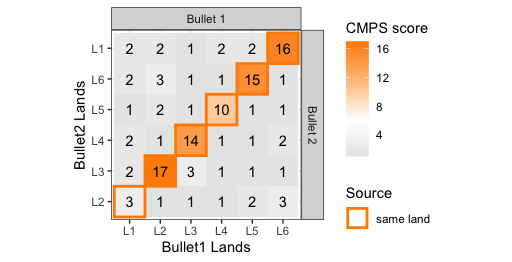 Bullet 1
L1 2 2 1 2 2 16
L6 2 3 1 1 15 1
L5 1 2 1 10 1 1
L4 2 1 14 1 1 2
L3 2 17 3 1 1 1
L2 3 1 1 1 2 3
L1 L2 L3 L4 L5 L6
Bullet1 Lands
Bullet2 Lands
Bullet 2
CMPS score
16
12
8
4
Source
same land